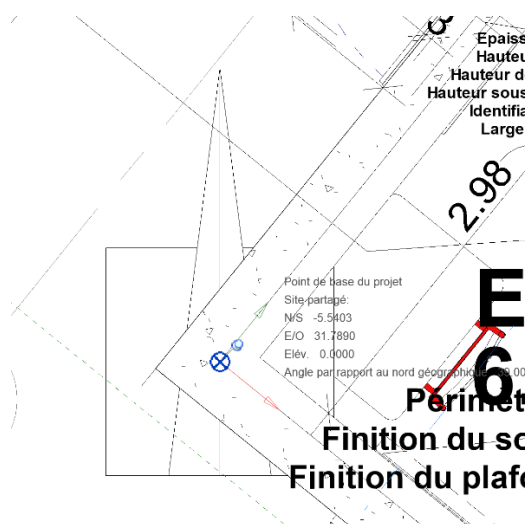 Epaiss
Hauteu
Hauteur d
Hauteur sous
Identifia
Large
2.98
Point de base du projet
Site partagé:
N/S -5.5403
E/O 31.7890
Elév. 0.0000
Angle par rapport au nord géographique
E
6
Périmèt
Finition du so
Finition du plafo